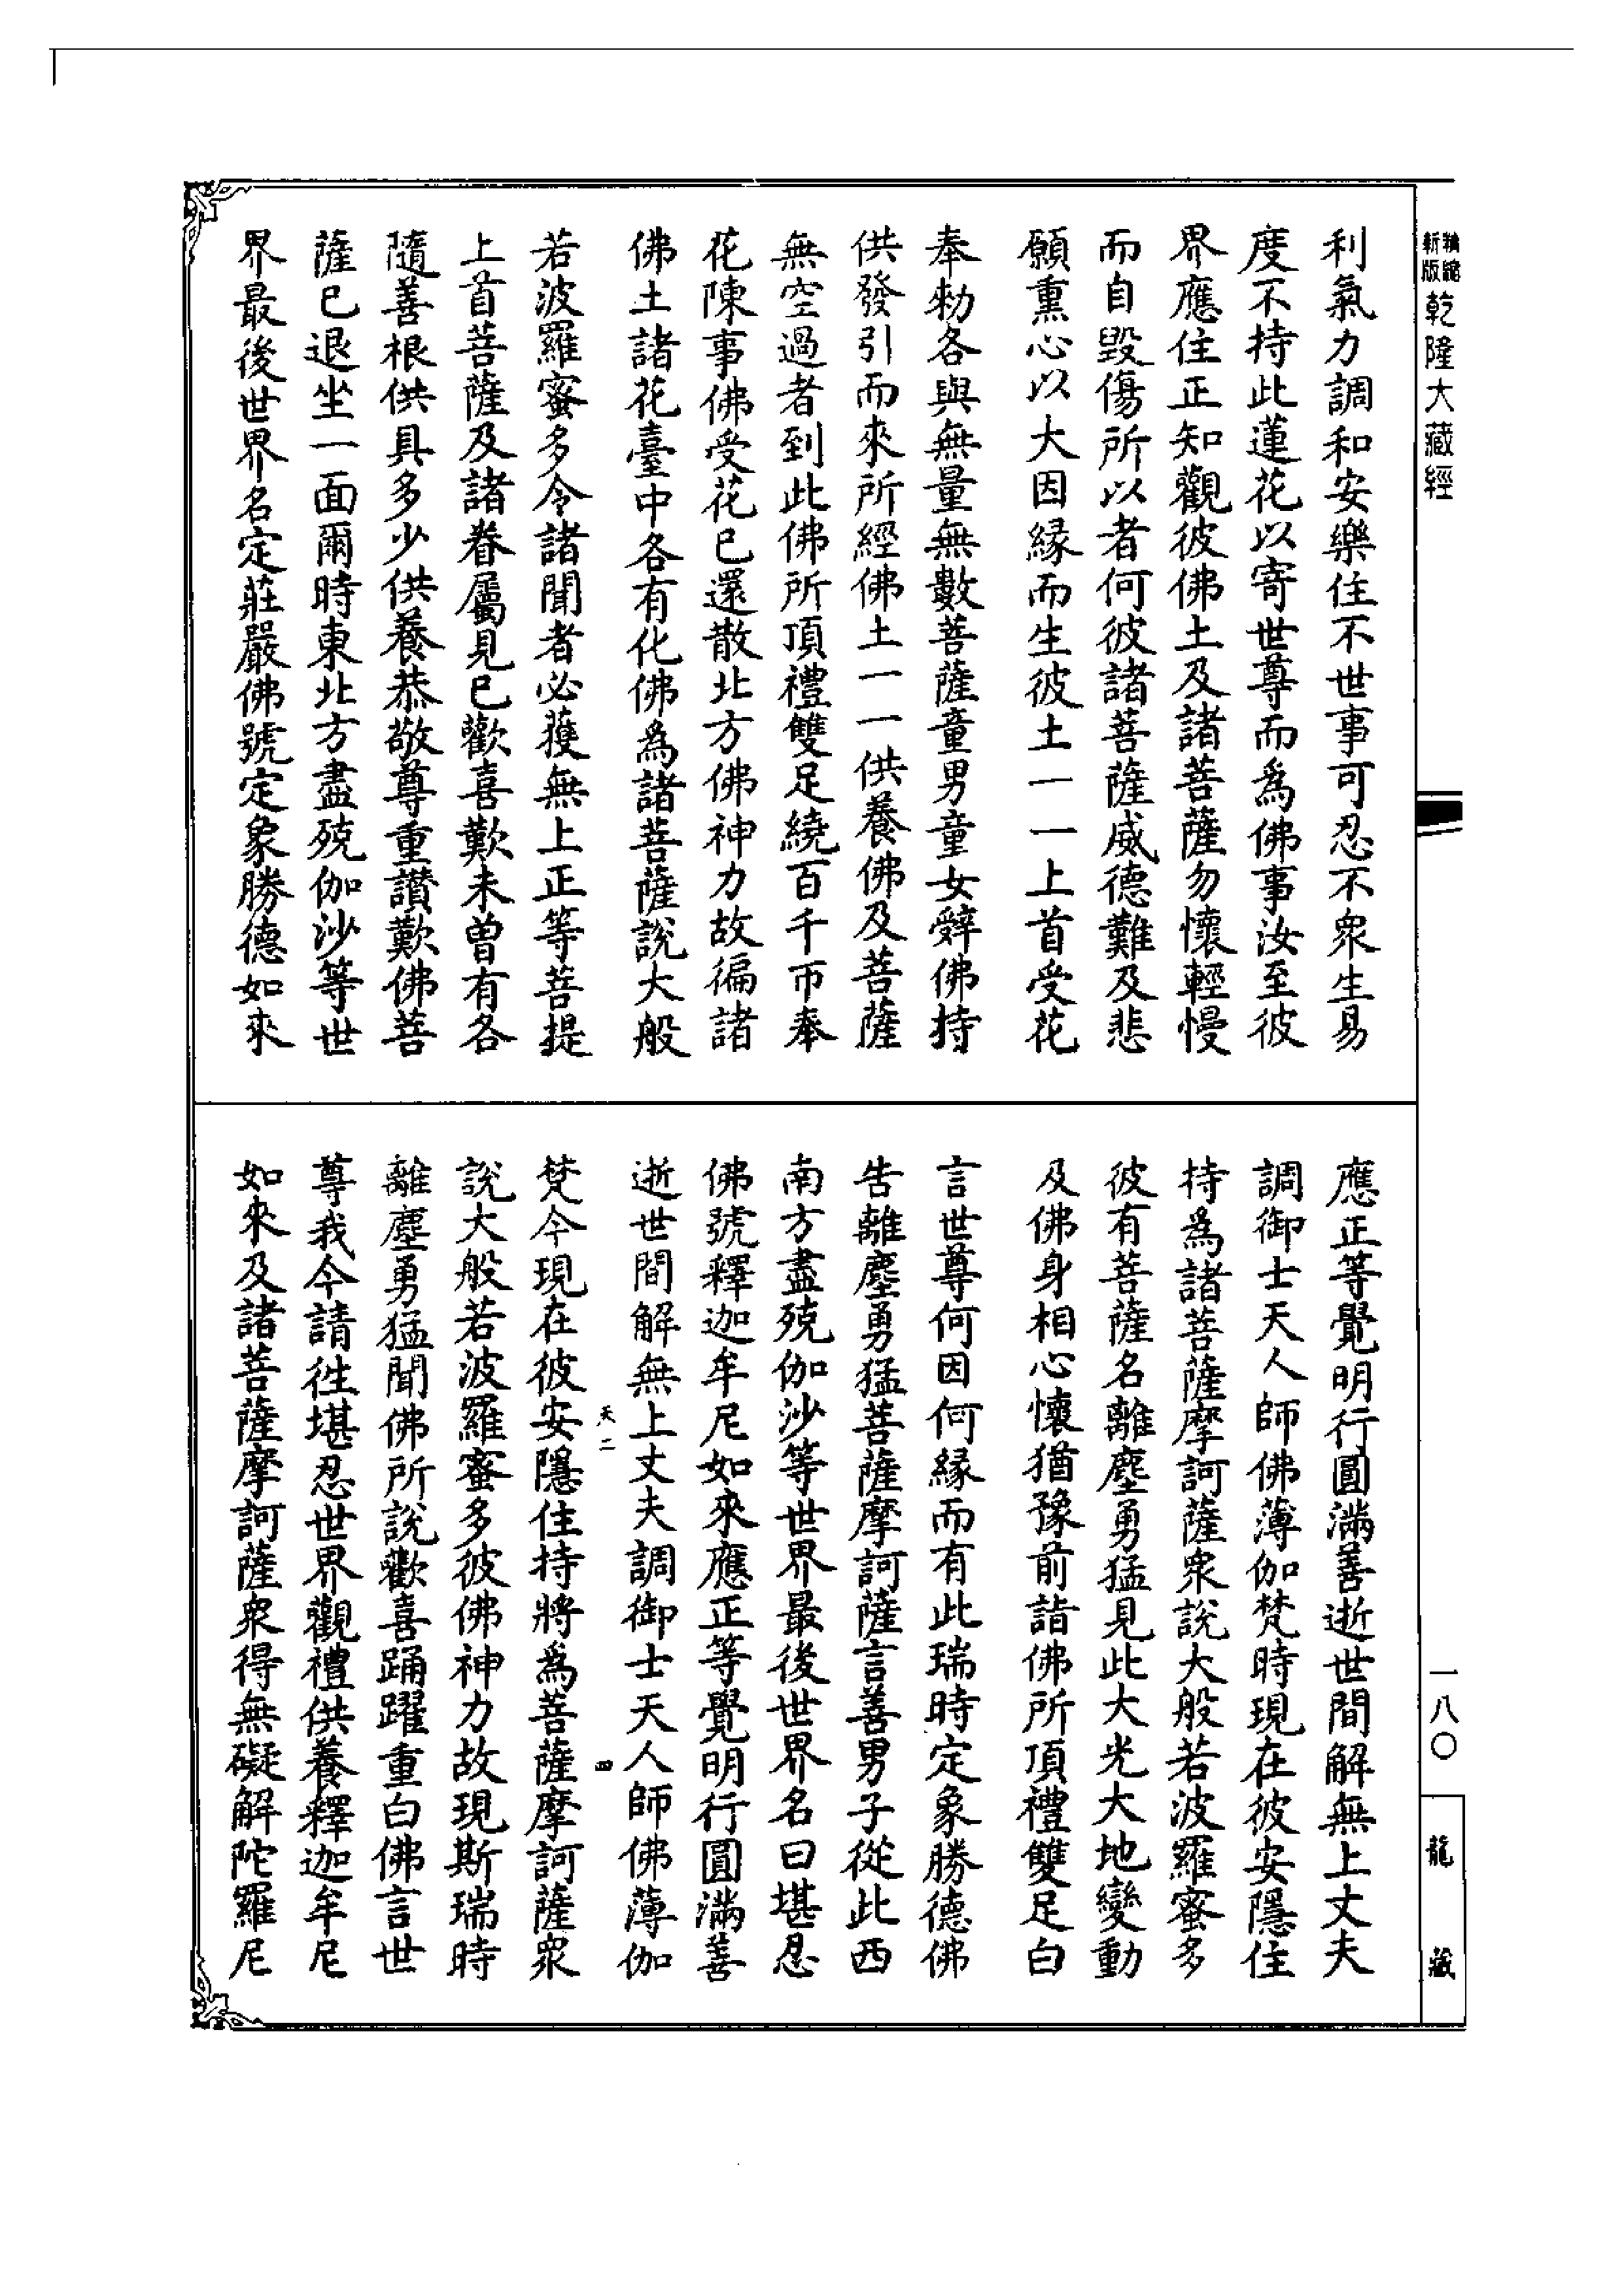 精縮新版乾隆大藏經
利氣力調和安樂住不世事可忍不衆生易
度不持此蓮花以寄世尊而爲佛事汝至彼
界應住正知觀彼佛土及諸菩薩勿懷輕慢
而自毀傷所以者何彼諸菩薩威德難及悲
願熏心以大因緣而生彼土一一上首受花
奉勅各與無量無數菩薩童男童女辭佛持
供發引而來所經佛土一一供養佛及菩薩
無空過者到此佛所頂禮雙足繞百千帀奉
花陳事佛受花已還散北方佛神力故徧諸
佛土諸花臺中各有化佛爲諸菩薩說大般
若波羅蜜多令諸聞者必獲無上正等菩提
上首菩薩及諸眷屬見已歡喜歎未曾有各
隨善根供具多少供養恭敬尊重讚歎佛菩
薩已退坐一面爾時東北方盡殑伽沙等世
界最後世界名定莊嚴佛號定象勝德如來
應正等覺明行圓滿善逝世間解無上丈夫
調御士天人師佛薄伽梵時現在彼安隱住
持爲諸菩薩摩訶薩衆說大般若波羅蜜多
彼有菩薩名離塵勇猛見此大光大地變動
及佛身相心懷猶豫前詣佛所頂禮雙足白
言世尊何因何緣而有此瑞時定象勝德佛
告離塵勇猛菩薩摩訶薩言善男子從此西
南方盡殑伽沙等世界最後世界名曰堪忍
佛號釋迦牟尼如來應正等覺明行圓滿善
逝世間解無上丈夫調御士天人師佛薄伽
天二 四
梵今現在彼安隱住持將爲菩薩摩訶薩衆
說大般若波羅蜜多彼佛神力故現斯瑞時
離塵勇猛聞佛所說歡喜踊躍重白佛言世
尊我今請往堪忍世界觀禮供養釋迦牟尼
如來及諸菩薩摩訶薩衆得無礙解陀羅尼
一八〇
龍藏